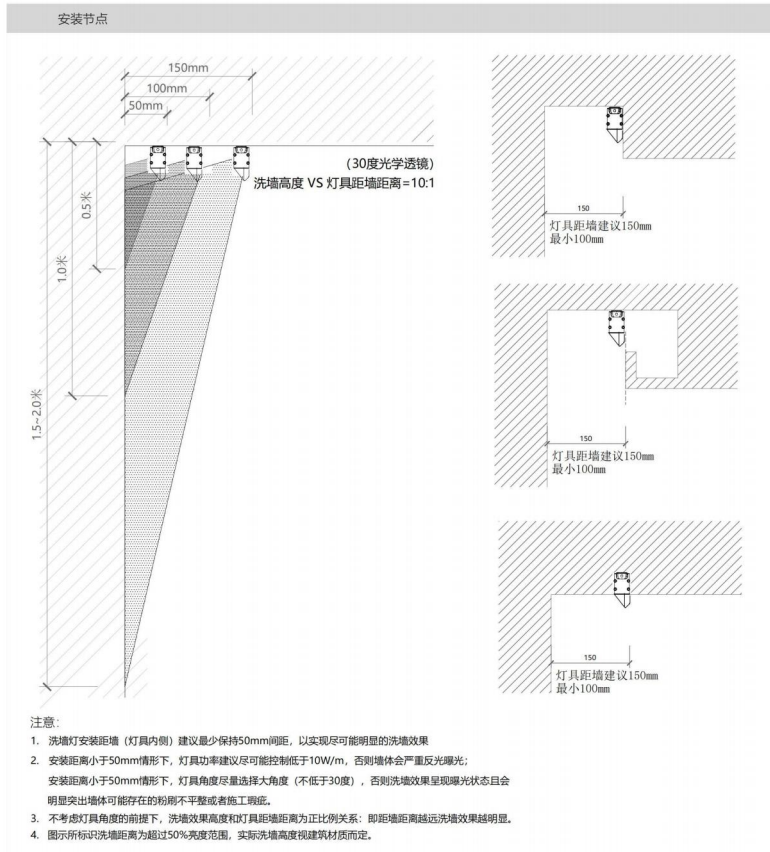 安装节点
150mm
100mm
50mm
（30度光学透镜）
洗墙高度 VS 灯具距墙距离=10:1
0.5米
1.0米
1.5~2.0米
150
灯具距墙建议150mm
最小100mm
150
灯具距墙建议150mm
最小100mm
150
灯具距墙建议150mm
最小100mm
注意：
1. 洗墙灯安装距墙（灯具内侧）建议最少保持50mm间距，以实现尽可能明显的洗墙效果
2. 安装距离小于50mm情形下，灯具功率建议尽可能控制低于10W/m，否则墙体会严重反光曝光；
安装距离小于50mm情形下，灯具角度尽量选择大角度（不低于30度），否则洗墙效果呈现曝光状态且会
明显突出墙体可能存在的粉刷不平整或者施工瑕疵。
3. 不考虑灯具角度的前提下，洗墙效果高度和灯具距墙距离为正比例关系：即距墙距离越远洗墙效果越明显。
4. 图示所标识洗墙距离为超过50%亮度范围，实际洗墙高度视建筑材质而定。